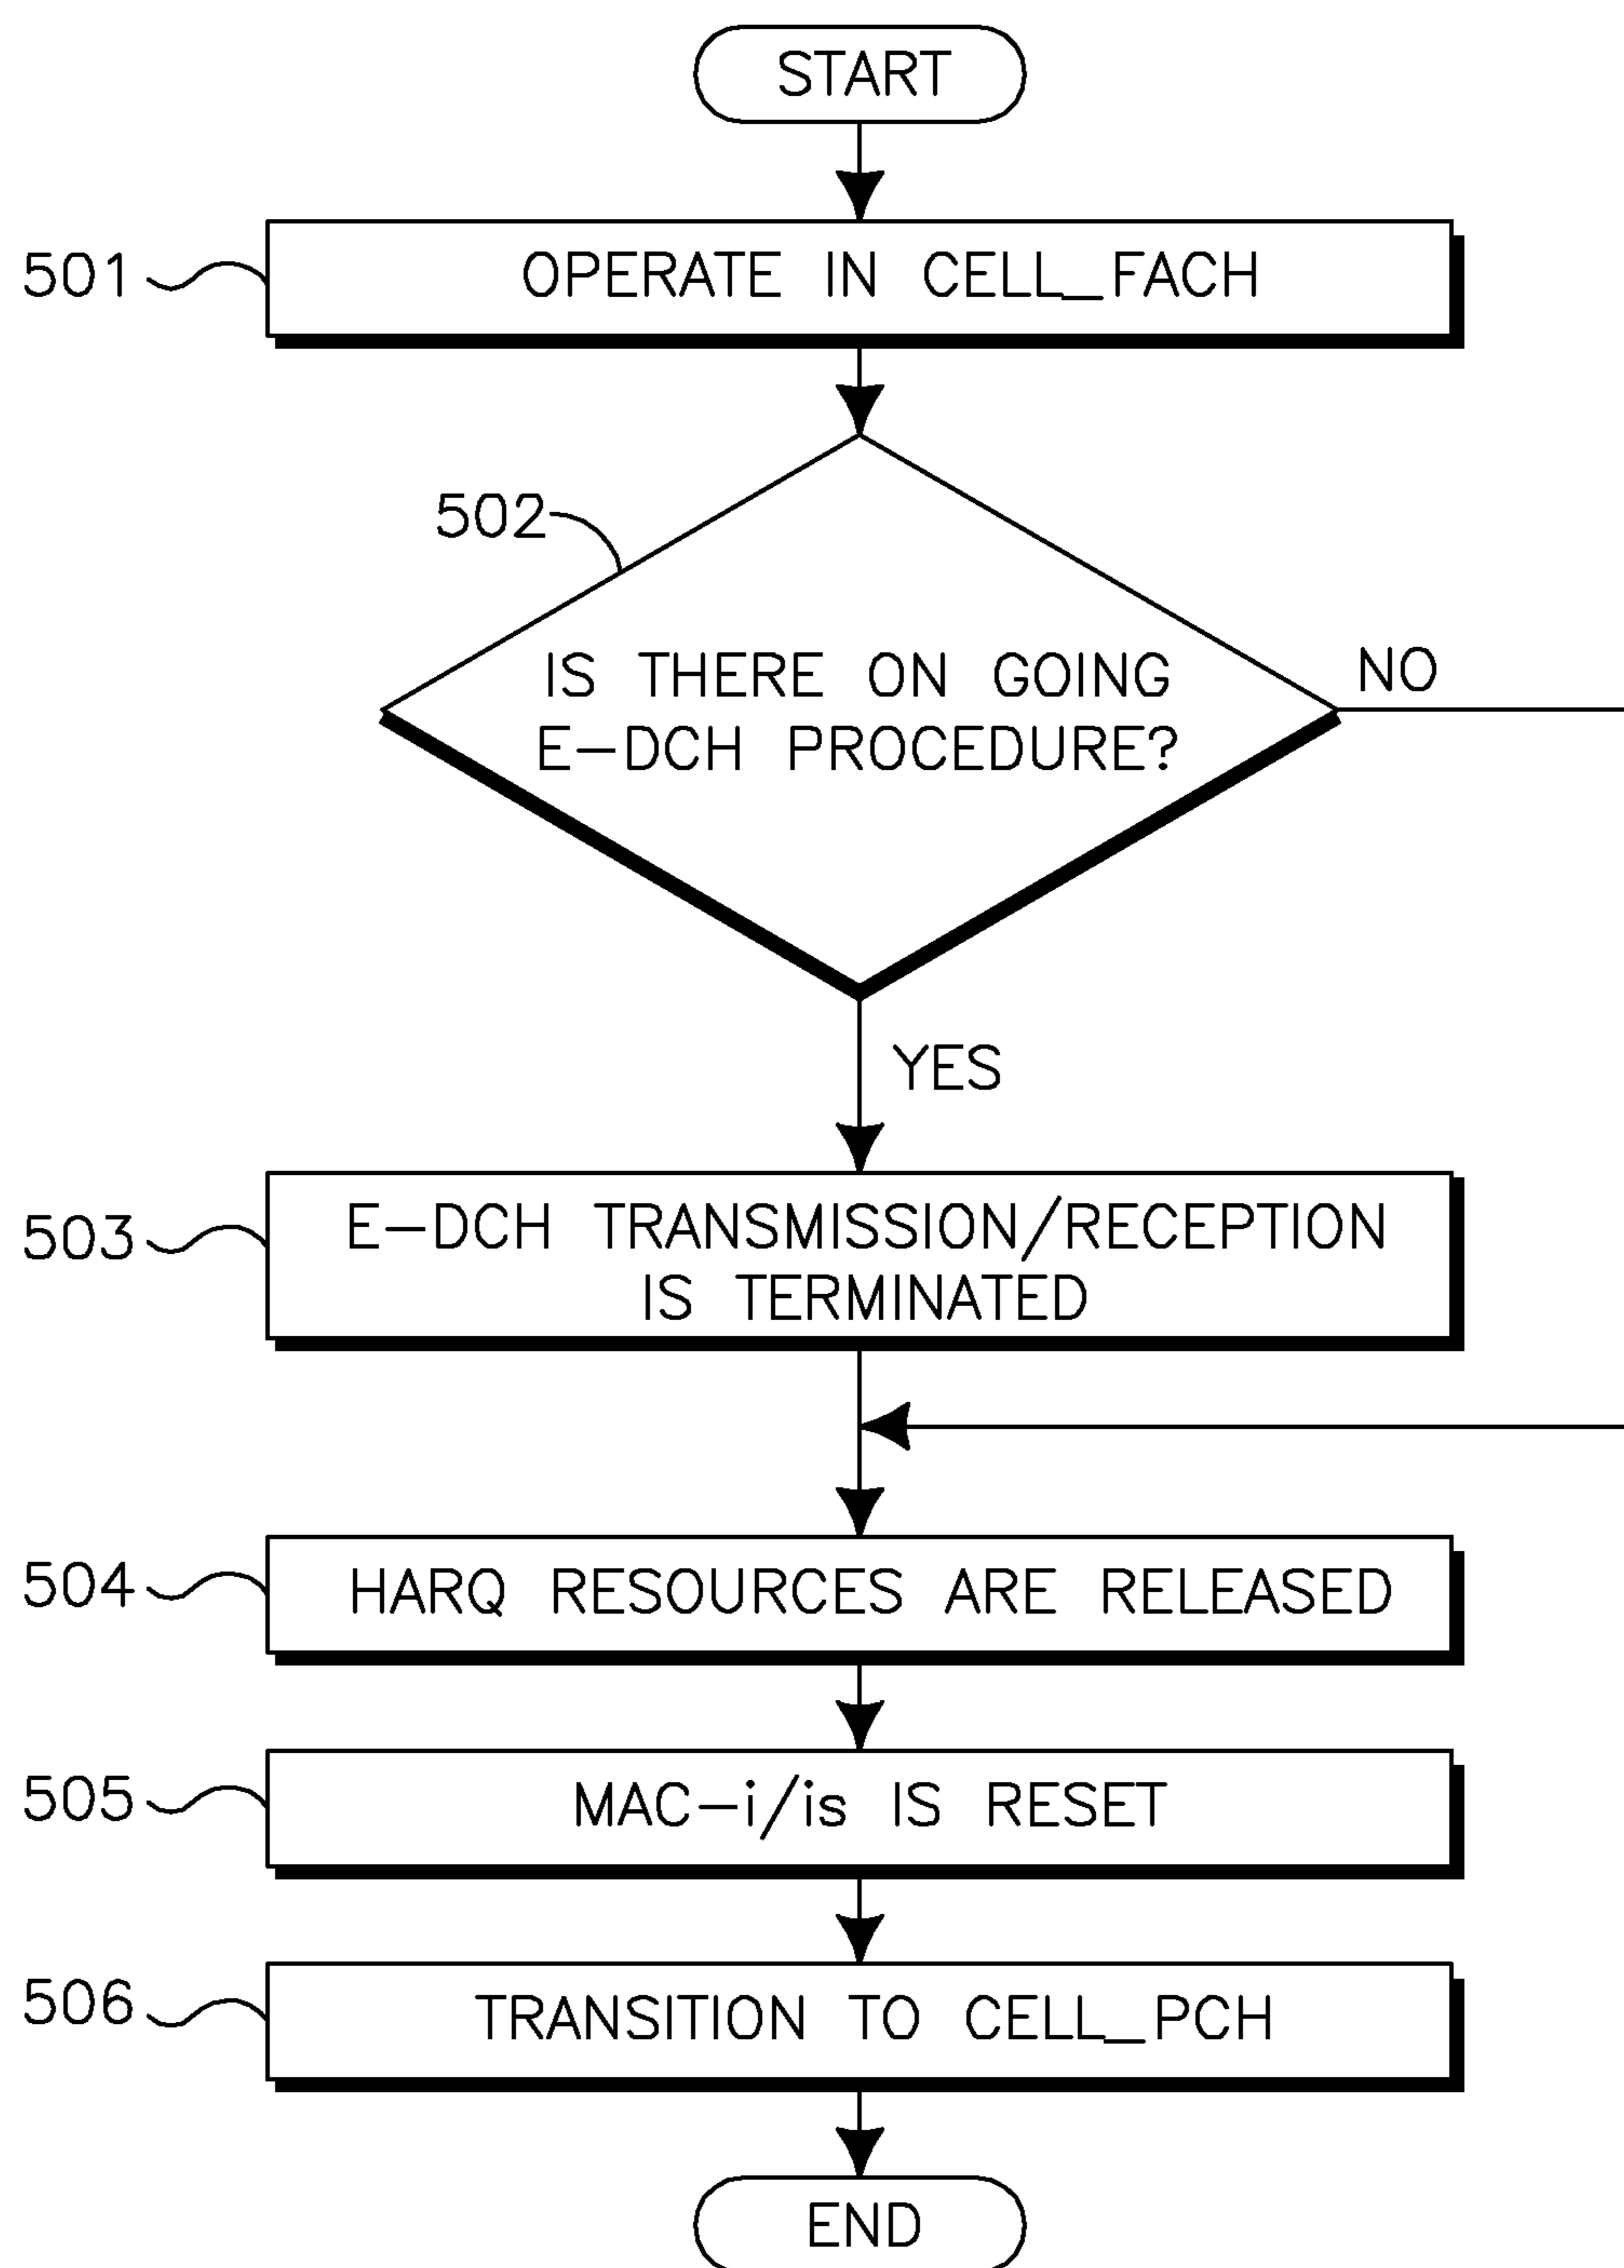 START
501
OPERATE IN CELL_FACH
502
IS THERE ON GOING
E-DCH PROCEDURE?
NO
YES
503
E-DCH TRANSMISSION/RECEPTION
IS TERMINATED
504
HARQ RESOURCES ARE RELEASED
505
MAC-i/is IS RESET
506
TRANSITION TO CELL_PCH
END